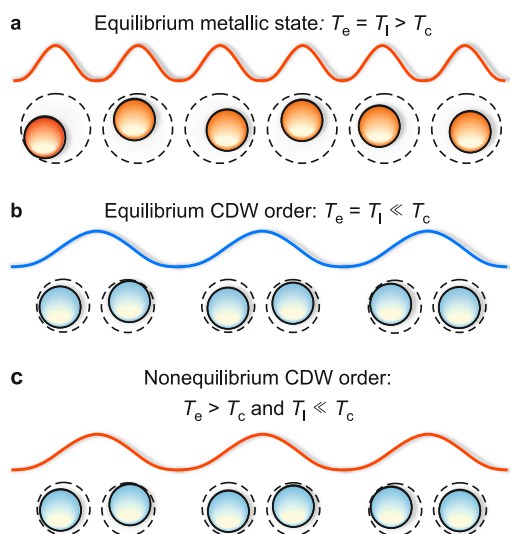 a Equilibrium metallic state: Te = Tl > Tc
b Equilibrium CDW order: Te = Tl ≪ Tc
c Nonequilibrium CDW order:
Te > Tc and Tl ≪ Tc